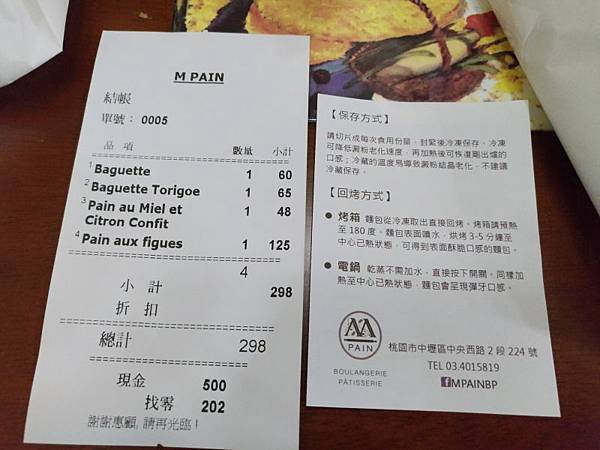 M PAIN
結帳
單號： 0005
品 項 數量 小計
1 Baguette 1 60
2 Baguette Torigoe 1 65
3 Pain au Miel et 1 48
Citron Confit
4 Pain aux figues 1 125
4
小 計 298
折 扣
總計 298
現金 500
找零 202
謝謝惠顧, 請再光臨！
【保存方式】
請切片成每次食用份量，封緊後冷凍保存。冷凍
可降低澱粉老化速度，再加熱後可恢復剛出爐的
口感；冷藏的溫度易導致澱粉結晶老化，不建議
冷藏保存。
【回烤方式】
● 烤箱 麵包從冷凍取出直接回烤。烤箱請預熱
至 180 度。麵包表面噴水，烘烤 3-5 分鐘至
中心已熱狀態，可得到表面酥脆口感的麵包。
● 電鍋 乾蒸不需加水，直接按下開關。同樣加
熱至中心已熱狀態，麵包會呈現彈牙口感。
PAIN
BOULANGERIE
PÂTISSERIE
桃園市中壢區中央西路 2 段 224 號
TEL 03.4015819
f MPAINBP